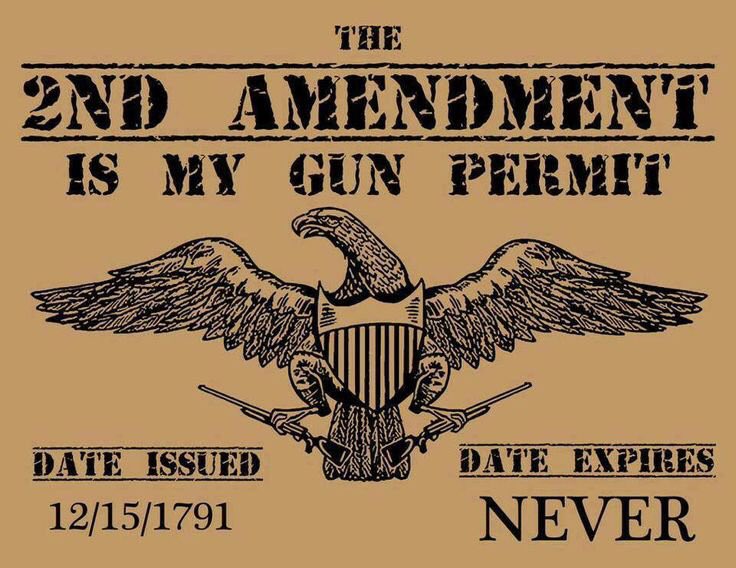 THE
2ND AMENDMENT
IS MY GUN PERMIT
DATE ISSUED
12/15/1791
DATE EXPIRES
NEVER